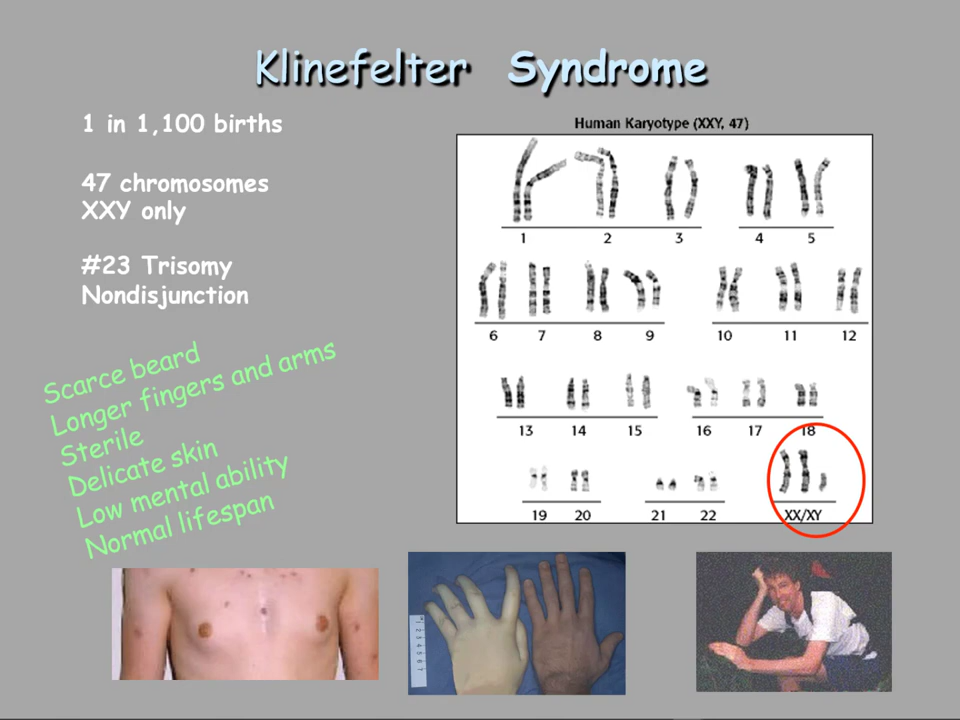 Klinefelter Syndrome
1 in 1,100 births
47 chromosomes
XXY only
#23 Trisomy
Nondisjunction
Scarce beard
Longer fingers and arms
Sterile
Delicate skin
Low mental ability
Normal lifespan
Human Karyotype (XXY, 47)
1 2 3 4 5
6 7 8 9 10 11 12
13 14 15 16 17 18
19 20 21 22 XX/XY